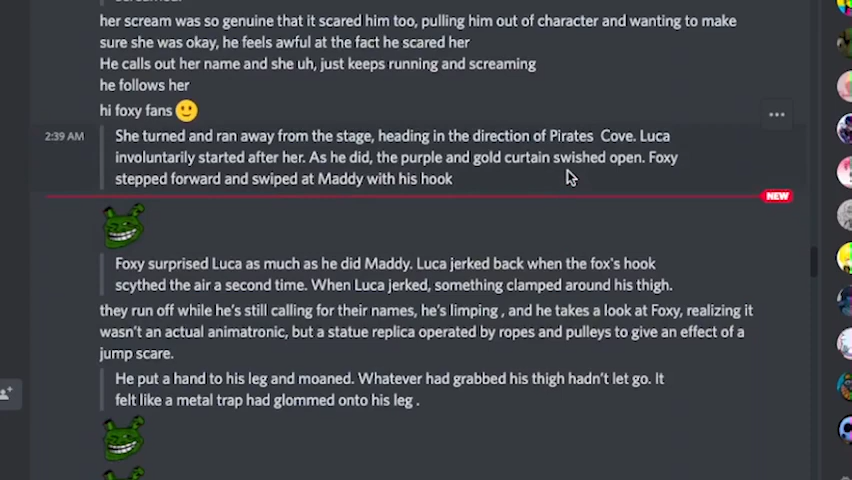 her scream was so genuine that it scared him too, pulling him out of character and wanting to make
sure she was okay, he feels awful at the fact he scared her
He calls out her name and she uh, just keeps running and screaming
he follows her
hi foxy fans
2:39 AM
She turned and ran away from the stage, heading in the direction of Pirates Cove. Luca
involuntarily started after her. As he did, the purple and gold curtain swished open. Foxy
stepped forward and swiped at Maddy with his hook
NEW
Foxy surprised Luca as much as he did Maddy. Luca jerked back when the fox's hook
scythed the air a second time. When Luca jerked, something clamped around his thigh.
they run off while he's still calling for their names, he's limping , and he takes a look at Foxy, realizing it
wasn't an actual animatronic, but a statue replica operated by ropes and pulleys to give an effect of a
jump scare.
He put a hand to his leg and moaned. Whatever had grabbed his thigh hadn't let go. It
felt like a metal trap had glommed onto his leg .